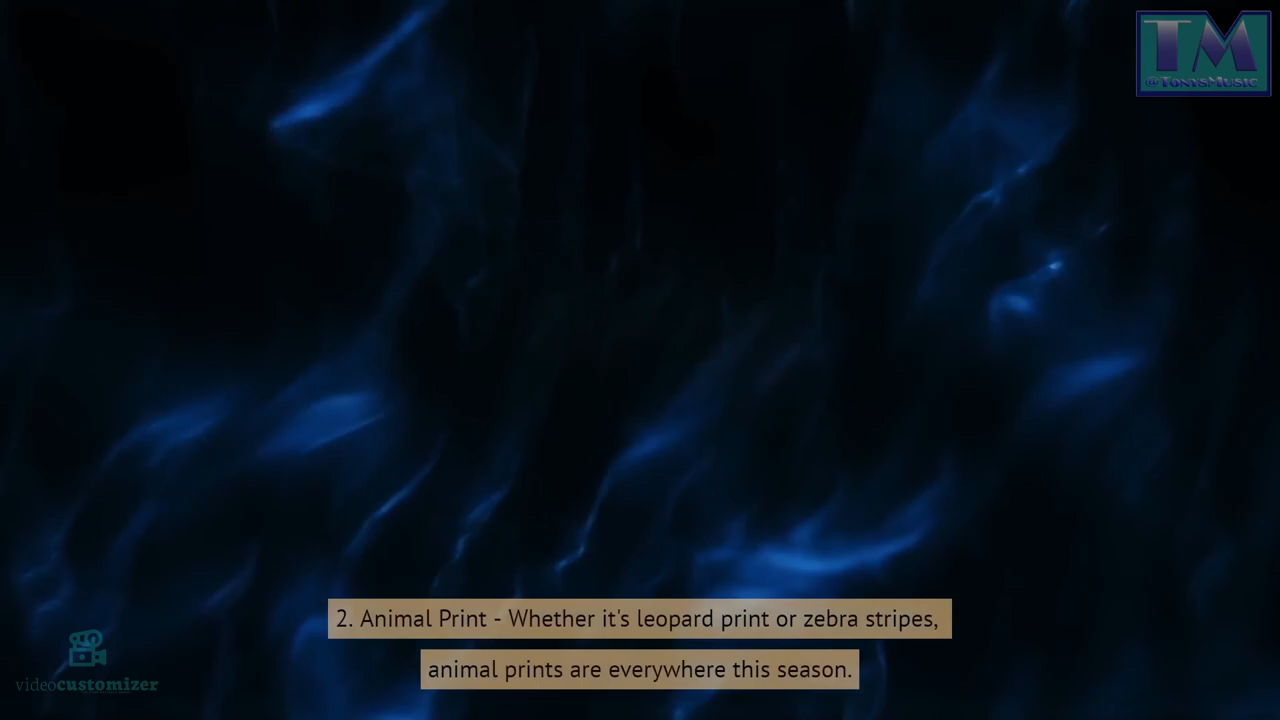 TM
@TonysMusic
2. Animal Print - Whether it's leopard print or zebra stripes,
animal prints are everywhere this season.
videocustomizer